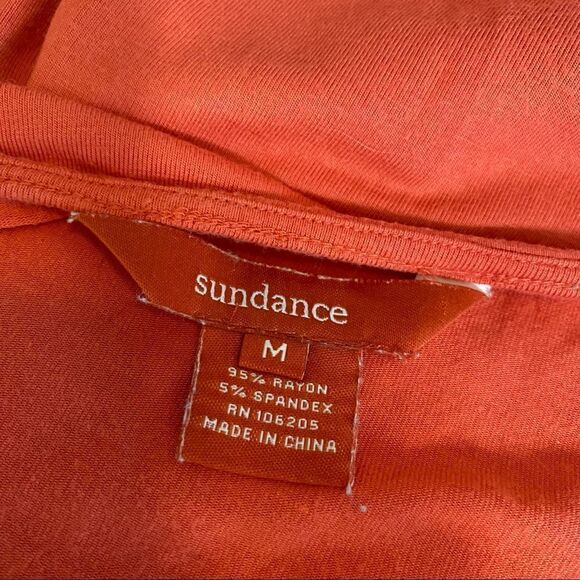 sundance
M
95% RAYON
5% SPANDEX
RN 106205
MADE IN CHINA